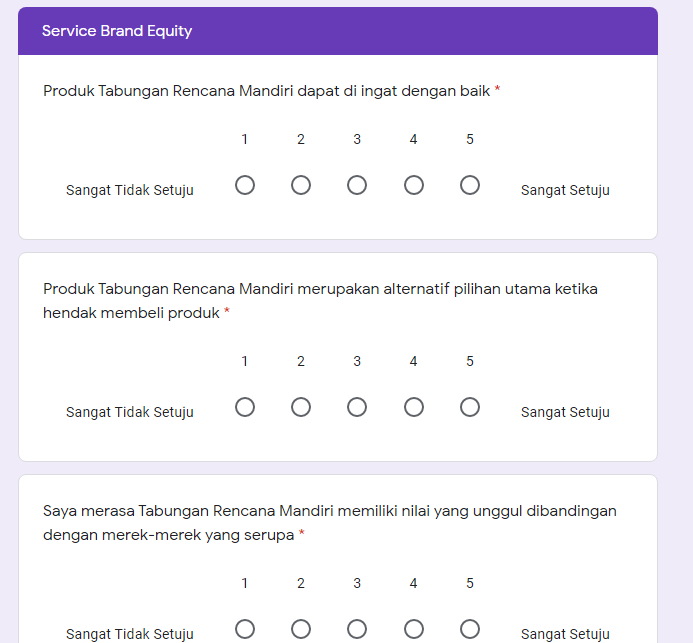 Service Brand Equity
Produk Tabungan Rencana Mandiri dapat di ingat dengan baik *
1 2 3 4 5
Sangat Tidak Setuju Sangat Setuju
Produk Tabungan Rencana Mandiri merupakan alternatif pilihan utama ketika
hendak membeli produk *
1 2 3 4 5
Sangat Tidak Setuju Sangat Setuju
Saya merasa Tabungan Rencana Mandiri memiliki nilai yang unggul dibandingan
dengan merek-merek yang serupa *
1 2 3 4 5
Sangat Tidak Setuju Sangat Setuju